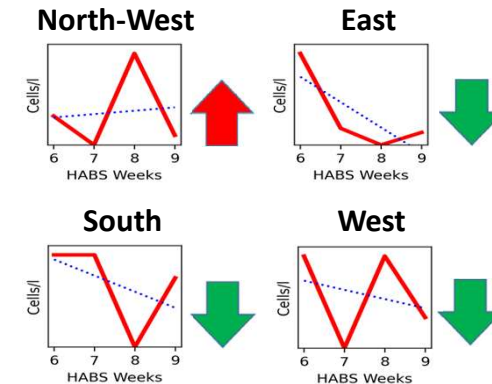 North-West
Cells/l
6 7 8 9
HABS Weeks
East
6 7 8 9
HABS Weeks
South
Cells/l
6 7 8 9
HABS Weeks
West
Cells/l
6 7 8 9
HABS Weeks